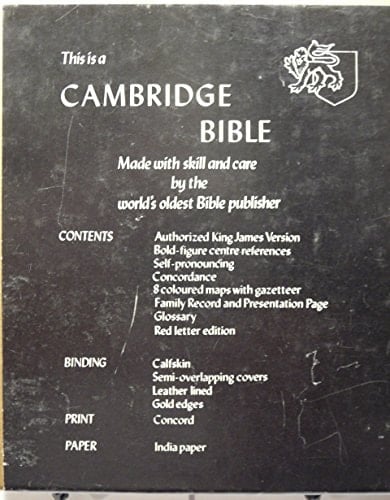 This is a
CAMBRIDGE
BIBLE
Made with skill and care
by the
world's oldest Bible publisher
CONTENTS Authorized King James Version
Bold-figure centre references
Self-pronouncing
Concordance
8 coloured maps with gazetteer
Family Record and Presentation Page
Glossary
Red letter edition
BINDING Calfskin
Semi-overlapping covers
Leather lined
Gold edges
PRINT Concord
PAPER India paper